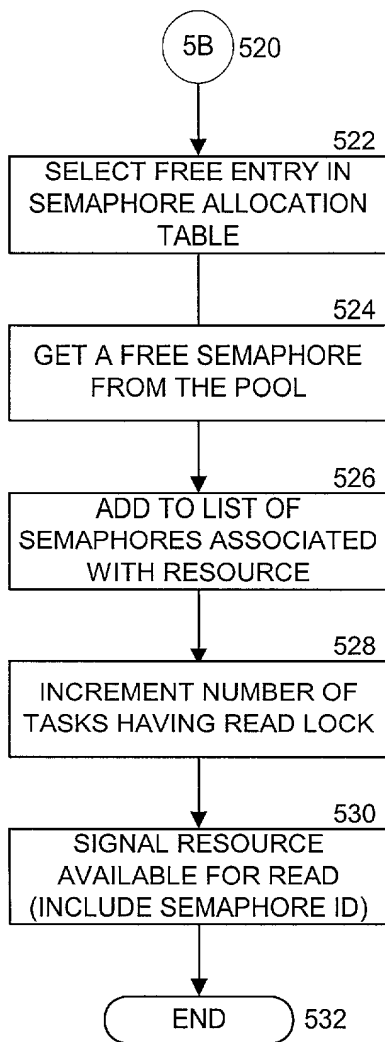 5B
520
522
SELECT FREE ENTRY IN
SEMAPHORE ALLOCATION
TABLE
524
GET A FREE SEMAPHORE
FROM THE POOL
526
ADD TO LIST OF
SEMAPHORES ASSOCIATED
WITH RESOURCE
528
INCREMENT NUMBER OF
TASKS HAVING READ LOCK
530
SIGNAL RESOURCE
AVAILABLE FOR READ
(INCLUDE SEMAPHORE ID)
END
532